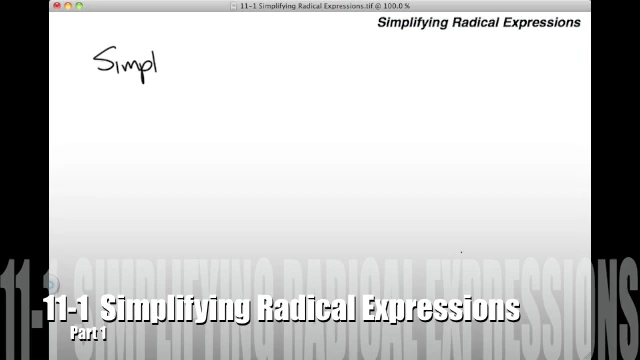 11-1 Simplifying Radical Expressions.tif @ 100.0 %
Simplifying Radical Expressions
Simpl
11-1 SIMPLIFYING RADICAL EXPRESSIONS
11-1 Simplifying Radical Expressions
Part 1